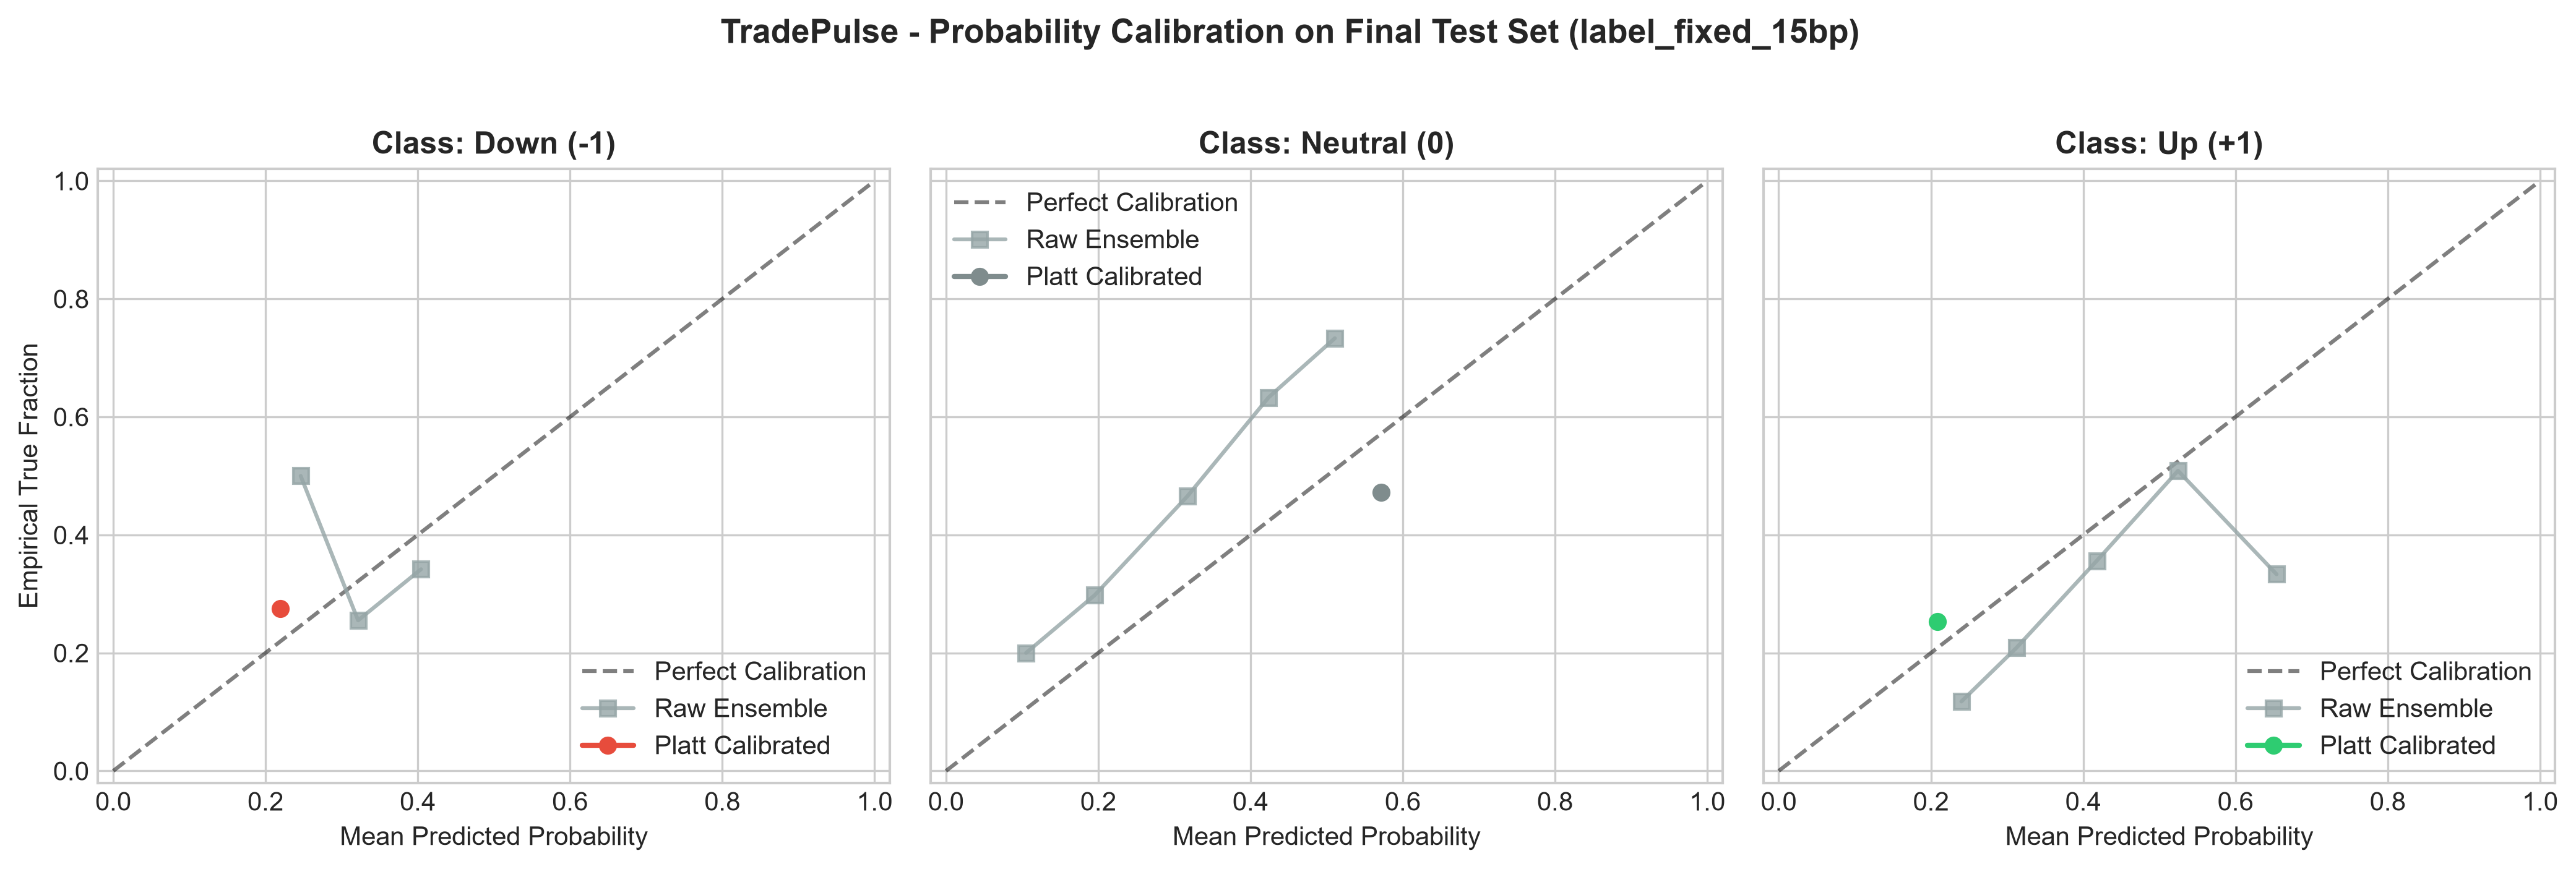 TradePulse - Probability Calibration on Final Test Set (label_fixed_15bp)
Class: Down (-1)
Empirical True Fraction
1.0
0.8
0.6
0.4
0.2
0.0
Perfect Calibration
Raw Ensemble
Platt Calibrated
0.0 0.2 0.4 0.6 0.8 1.0
Mean Predicted Probability
Class: Neutral (0)
Perfect Calibration
Raw Ensemble
Platt Calibrated
0.0 0.2 0.4 0.6 0.8 1.0
Mean Predicted Probability
Class: Up (+1)
Perfect Calibration
Raw Ensemble
Platt Calibrated
0.0 0.2 0.4 0.6 0.8 1.0
Mean Predicted Probability